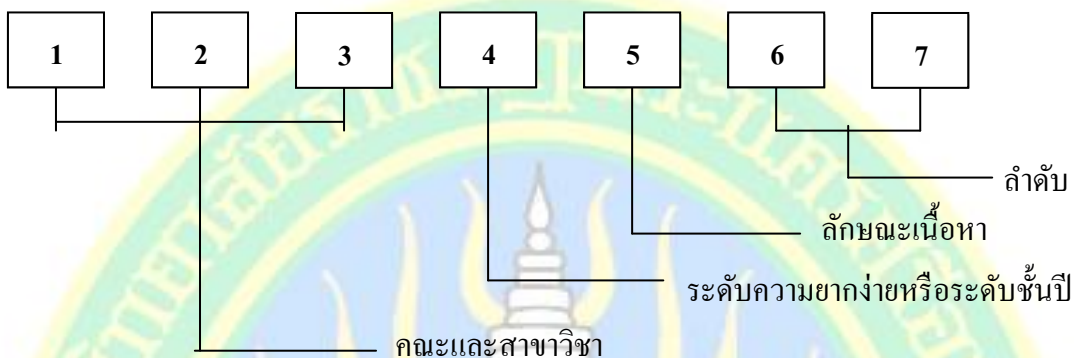 1 2 3 4 5 6 7
ลำดับ
ลักษณะเนื้อหา
ระดับความยากง่ายหรือระดับชั้นปี
คณะและสาขาวิชา